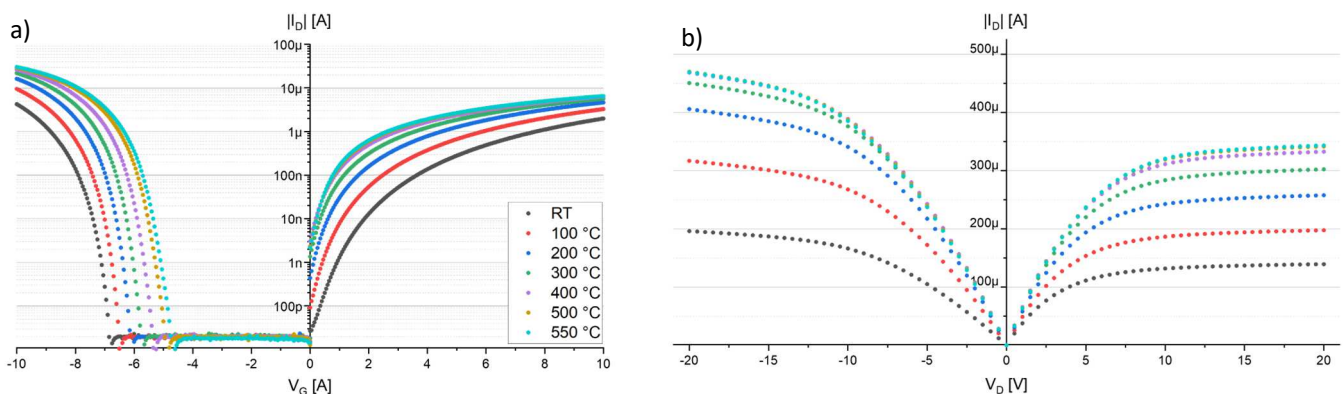 a)
|I_D| [A]
100µ
10µ
1µ
100n
10n
1n
100p
-10 -8 -6 -4 -2 0 2 4 6 8 10
V_G [A]
RT
100 °C
200 °C
300 °C
400 °C
500 °C
550 °C
b)
|I_D| [A]
500µ
400µ
300µ
200µ
100µ
-20 -15 -10 -5 0 5 10 15 20
V_D [V]